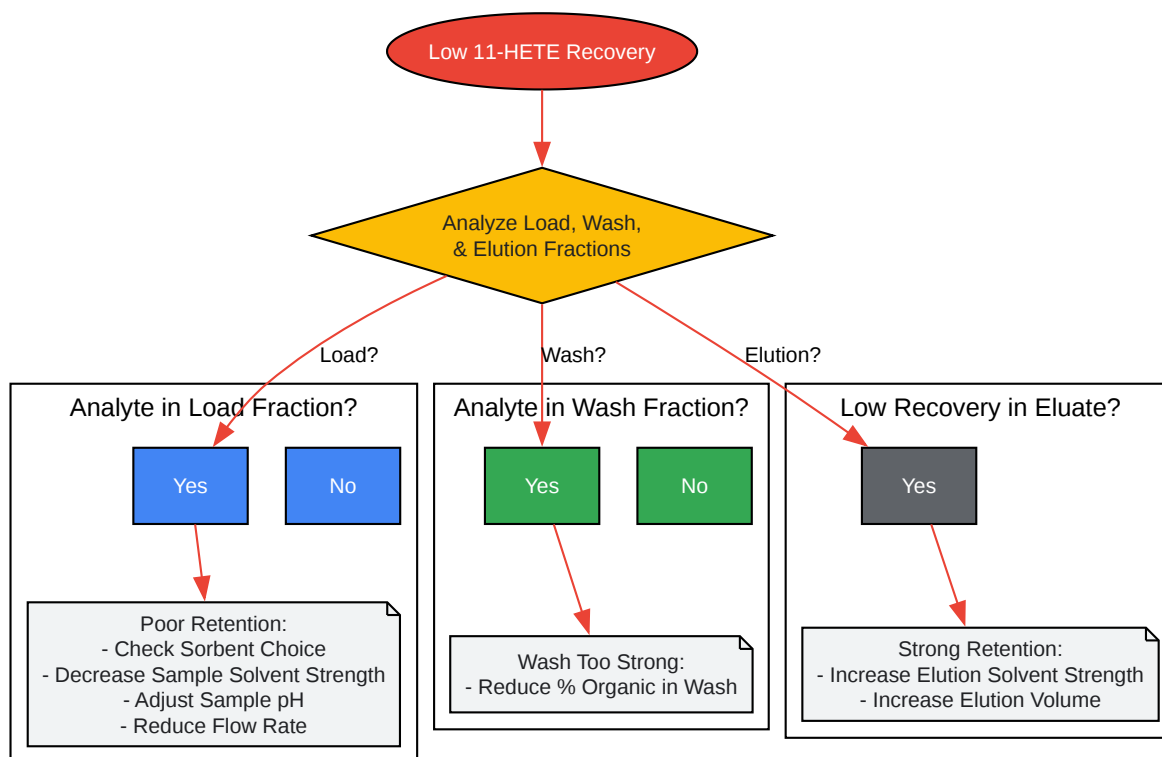 Low 11-HETE Recovery
Analyze Load, Wash,
& Elution Fractions
Load?
Wash?
Elution?
Analyte in Load Fraction?
Yes
No
Poor Retention:
- Check Sorbent Choice
- Decrease Sample Solvent Strength
- Adjust Sample pH
- Reduce Flow Rate
Analyte in Wash Fraction?
Yes
No
Wash Too Strong:
- Reduce % Organic in Wash
Low Recovery in Eluate?
Yes
Strong Retention:
- Increase Elution Solvent Strength
- Increase Elution Volume